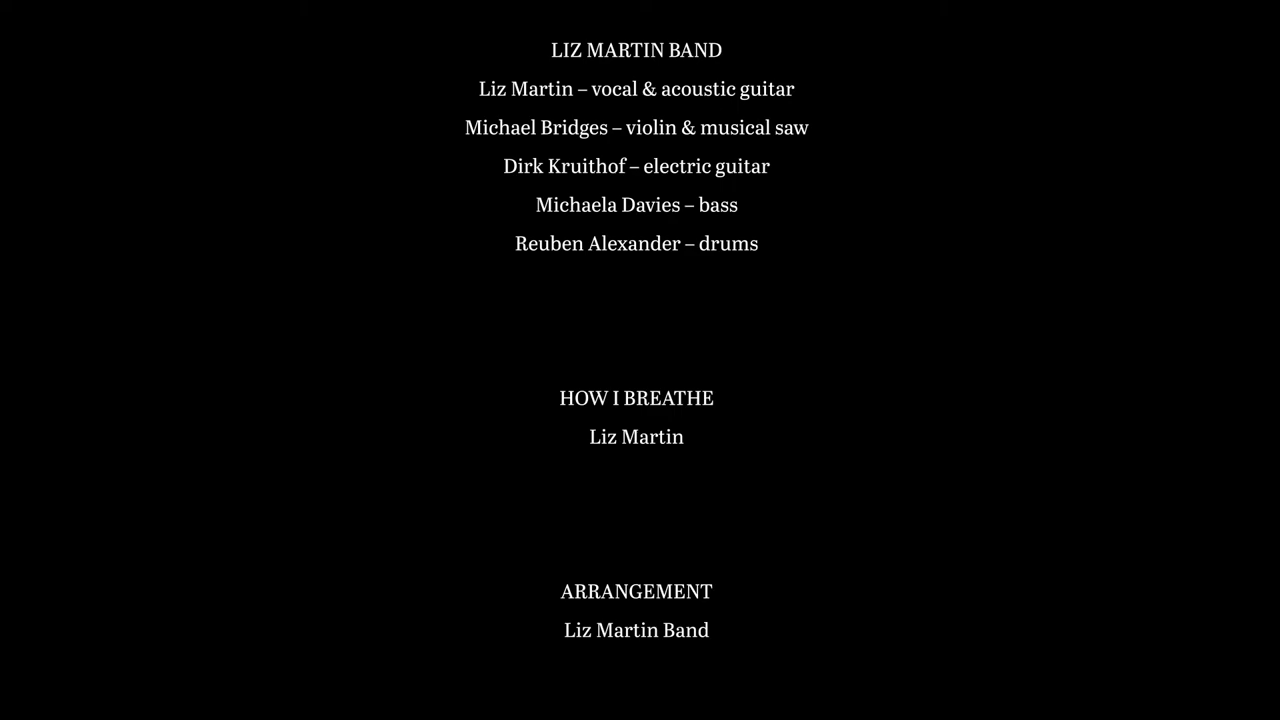 LIZ MARTIN BAND
Liz Martin – vocal & acoustic guitar
Michael Bridges – violin & musical saw
Dirk Kruithof – electric guitar
Michaela Davies – bass
Reuben Alexander – drums
HOW I BREATHE
Liz Martin
ARRANGEMENT
Liz Martin Band